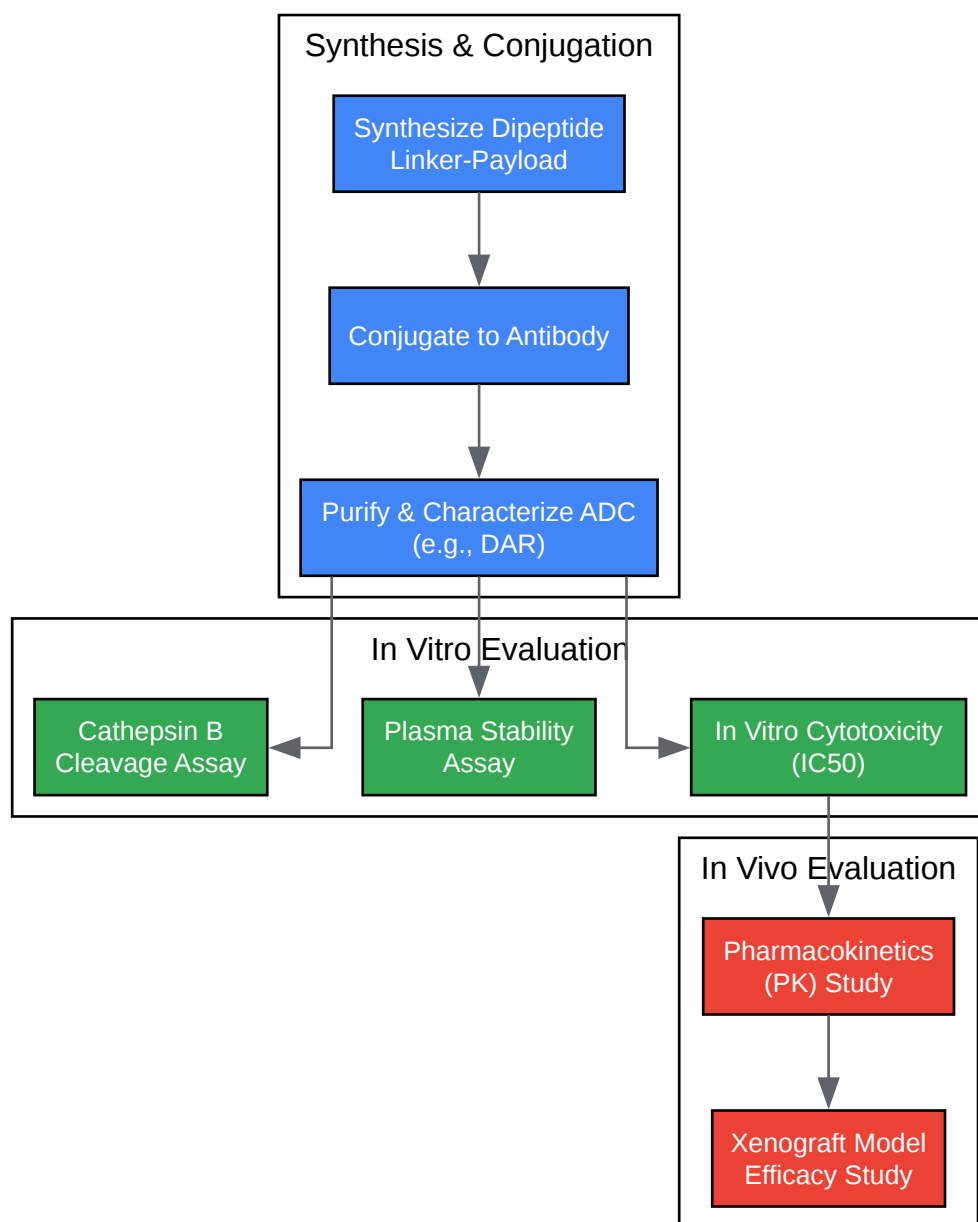 Synthesis & Conjugation
Synthesize Dipeptide
Linker-Payload
Conjugate to Antibody
Purify & Characterize ADC
(e.g., DAR)
In Vitro Evaluation
Cathepsin B
Cleavage Assay
Plasma Stability
Assay
In Vitro Cytotoxicity
(IC50)
In Vivo Evaluation
Pharmacokinetics
(PK) Study
Xenograft Model
Efficacy Study